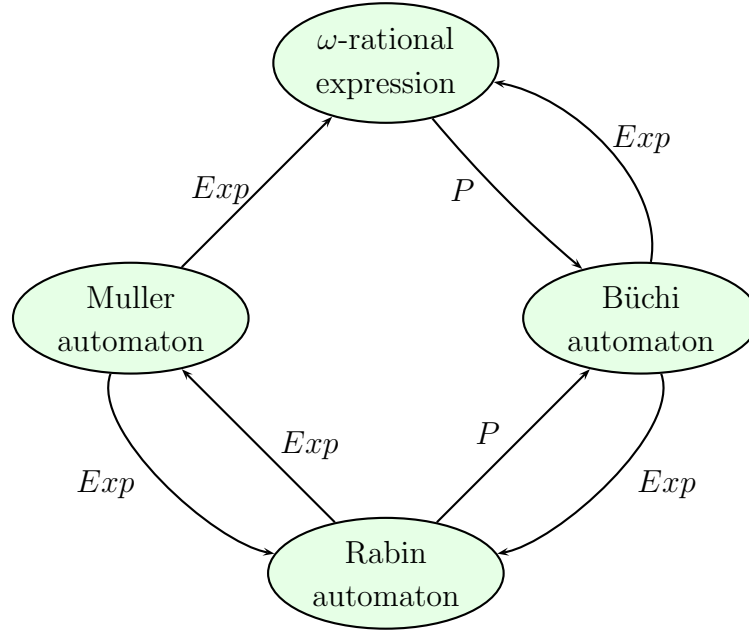 ω-rational
expression
Exp
Exp
P
Muller
automaton
Büchi
automaton
Exp
P
Exp
Exp
Rabin
automaton